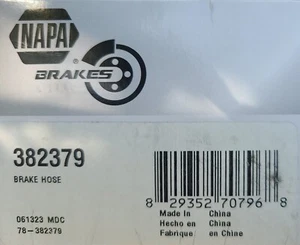 NAPA
BRAKES
382379
BRAKE HOSE
8 29352 70796 8
061323 MDC
78-382379
Made In China
Hecho en China
Fabrique en Chine